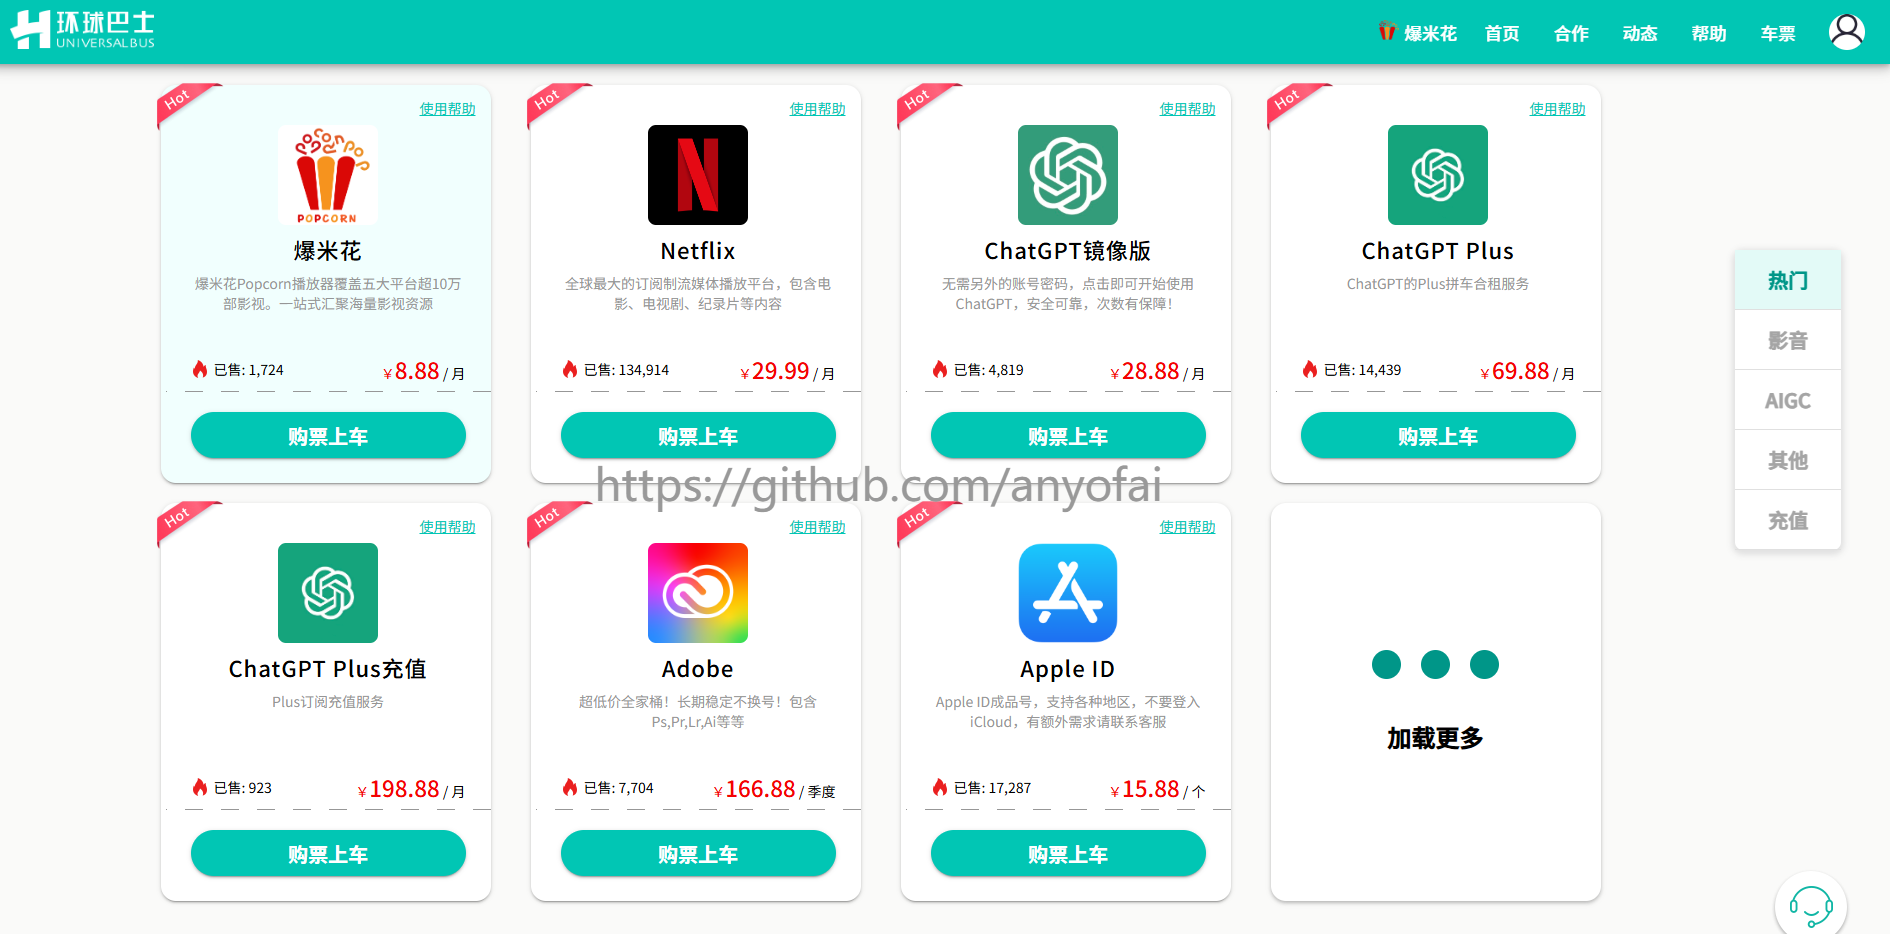 环球巴士
UNIVERSALBUS
爆米花 首页 合作 动态 帮助 车票
Hot
使用帮助
popcornpop
POPCORN
爆米花
爆米花Popcorn播放器覆盖五大平台超10万
部影视。一站式汇聚海量影视资源
已售: 1,724
¥8.88 / 月
购票上车
Hot
使用帮助
N
Netflix
全球最大的订阅制流媒体播放平台，包含电
影、电视剧、纪录片等内容
已售: 134,914
¥29.99 / 月
购票上车
Hot
使用帮助
ChatGPT镜像版
无需另外的账号密码，点击即可开始使用
ChatGPT，安全可靠，次数有保障！
已售: 4,819
¥28.88 / 月
购票上车
Hot
使用帮助
ChatGPT Plus
ChatGPT的Plus拼车合租服务
已售: 14,439
¥69.88 / 月
购票上车
https://github.com/anyofai
Hot
使用帮助
ChatGPT Plus充值
Plus订阅充值服务
已售: 923
¥198.88 / 月
购票上车
Hot
使用帮助
Adobe
超低价全家桶！长期稳定不换号！包含
Ps,Pr,Lr,Ai等等
已售: 7,704
¥166.88 / 季度
购票上车
Hot
使用帮助
Apple ID
Apple ID成品号，支持各种地区，不要登入
iCloud，有额外需求请联系客服
已售: 17,287
¥15.88 / 个
购票上车
加载更多
热门
影音
AIGC
其他
充值